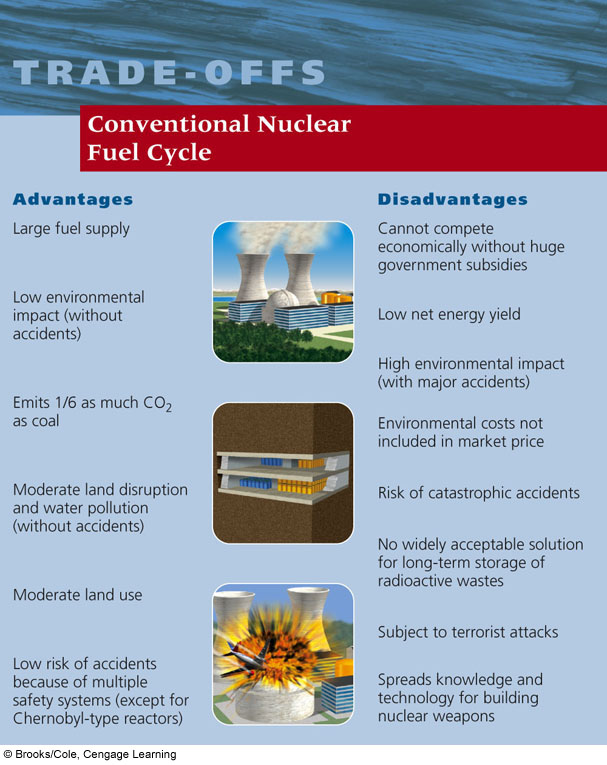 TRADE-OFFS
Conventional Nuclear
Fuel Cycle
Advantages
Large fuel supply
Low environmental
impact (without
accidents)
Emits 1/6 as much CO₂
as coal
Moderate land disruption
and water pollution
(without accidents)
Moderate land use
Low risk of accidents
because of multiple
safety systems (except for
Chernobyl-type reactors)
Disadvantages
Cannot compete
economically without huge
government subsidies
Low net energy yield
High environmental impact
(with major accidents)
Environmental costs not
included in market price
Risk of catastrophic accidents
No widely acceptable solution
for long-term storage of
radioactive wastes
Subject to terrorist attacks
Spreads knowledge and
technology for building
nuclear weapons
© Brooks/Cole, Cengage Learning